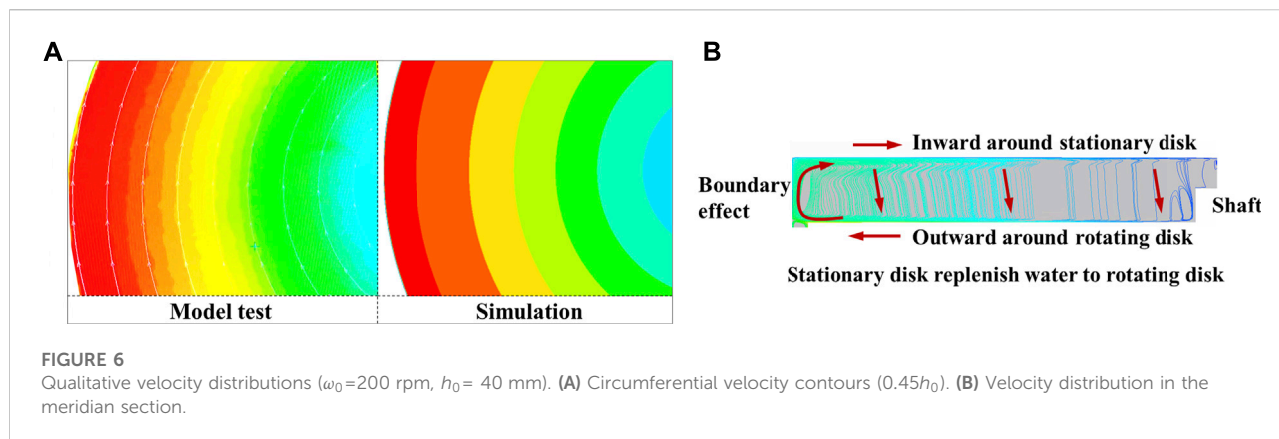 A
B
Model test
Simulation
Inward around stationary disk
Boundary
effect
Shaft
Outward around rotating disk
Stationary disk replenish water to rotating disk
FIGURE 6
Qualitative velocity distributions (ω₀=200 rpm, h₀= 40 mm). (A) Circumferential velocity contours (0.45h₀). (B) Velocity distribution in the
meridian section.